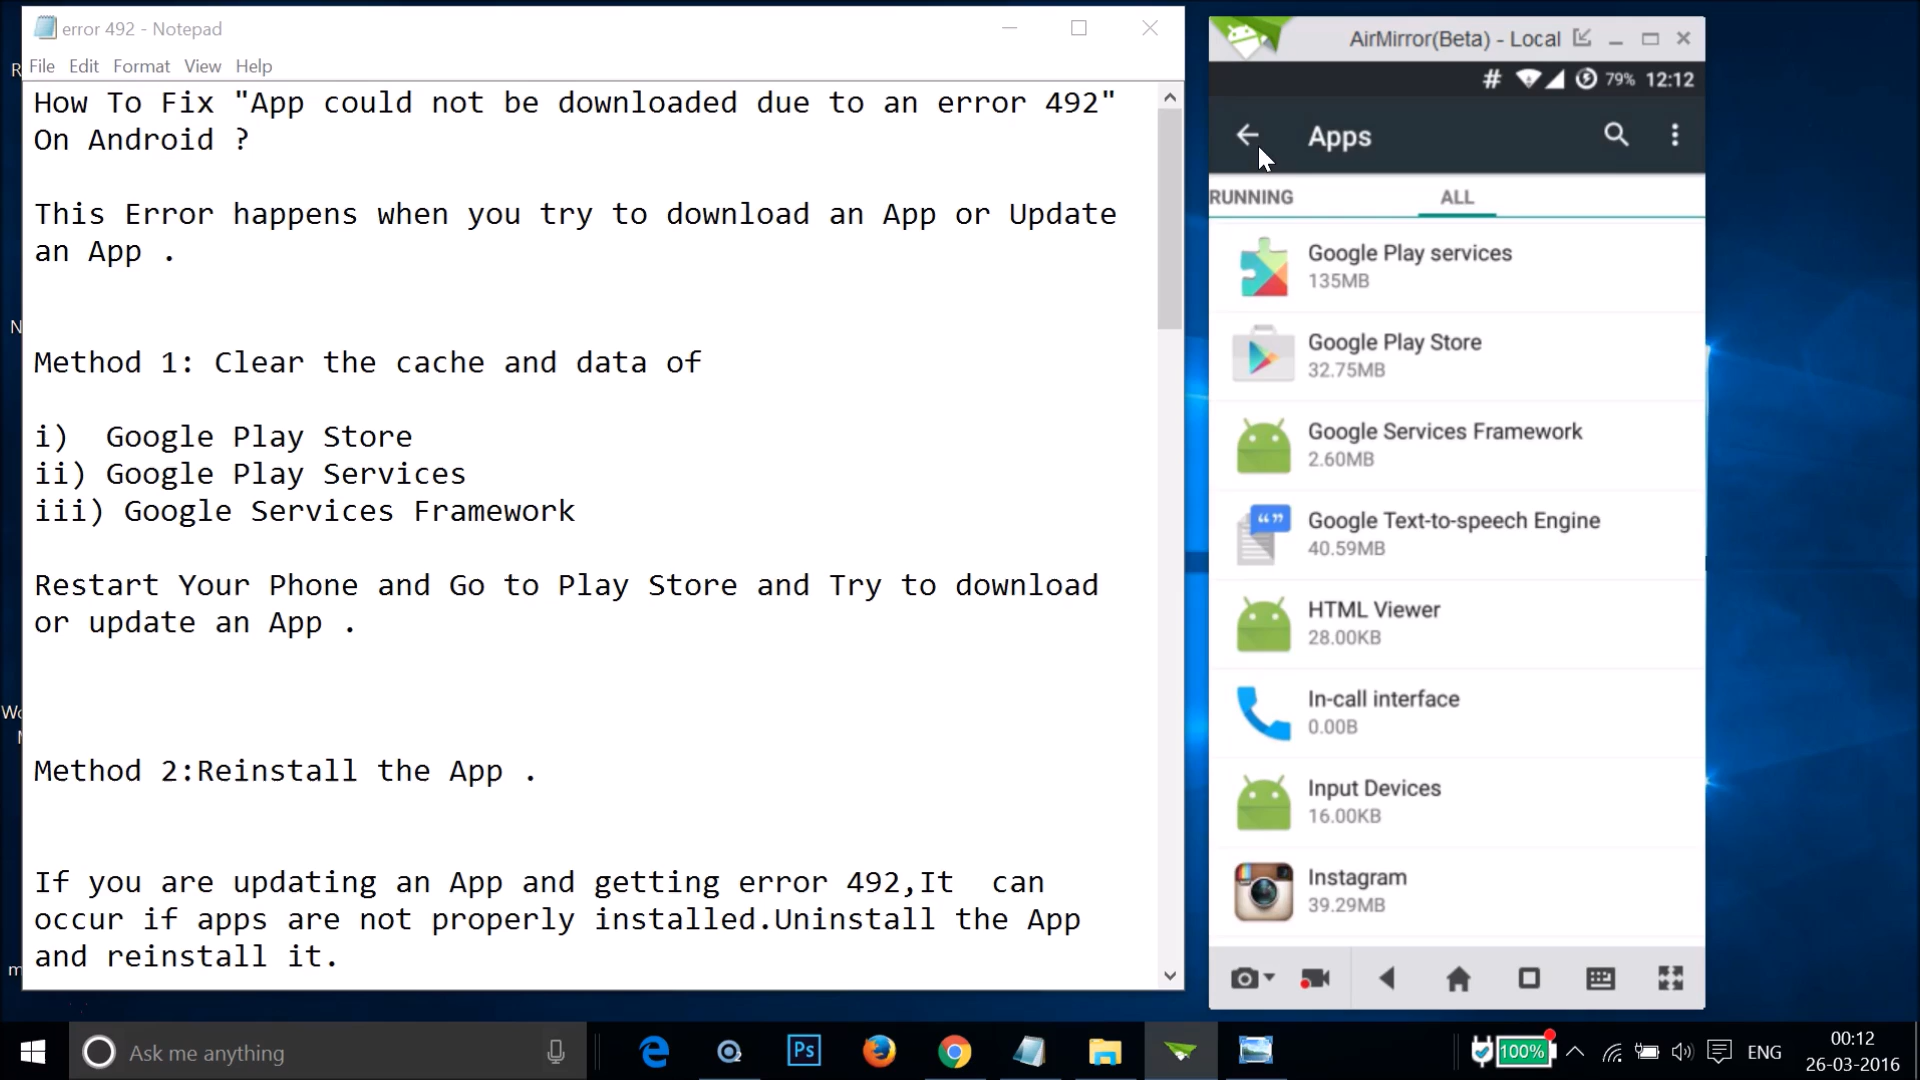 error 492 - Notepad
File Edit Format View Help
How To Fix "App could not be downloaded due to an error 492"
On Android ?
This Error happens when you try to download an App or Update
an App .
Method 1: Clear the cache and data of
i)  Google Play Store
ii) Google Play Services
iii) Google Services Framework
Restart Your Phone and Go to Play Store and Try to download
or update an App .
Method 2:Reinstall the App .
If you are updating an App and getting error 492,It  can
occur if apps are not properly installed.Uninstall the App
and reinstall it.
AirMirror(Beta) - Local
79% 12:12
Apps
RUNNING ALL
Google Play services
135MB
Google Play Store
32.75MB
Google Services Framework
2.60MB
Google Text-to-speech Engine
40.59MB
HTML Viewer
28.00KB
In-call interface
0.00B
Input Devices
16.00KB
Instagram
39.29MB
Ask me anything
Ps
100%
ENG
00:12
26-03-2016